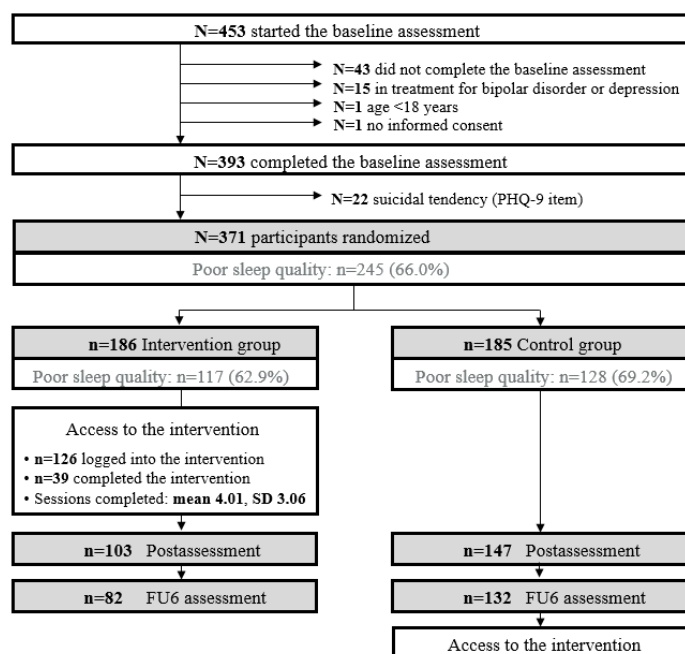 N=453 started the baseline assessment
N=43 did not complete the baseline assessment
N=15 in treatment for bipolar disorder or depression
N=1 age <18 years
N=1 no informed consent
N=393 completed the baseline assessment
N=22 suicidal tendency (PHQ-9 item)
N=371 participants randomized
Poor sleep quality: n=245 (66.0%)
n=186 Intervention group
Poor sleep quality: n=117 (62.9%)
Access to the intervention
• n=126 logged into the intervention
• n=39 completed the intervention
• Sessions completed: mean 4.01, SD 3.06
n=103 Postassessment
n=82 FU6 assessment
n=185 Control group
Poor sleep quality: n=128 (69.2%)
n=147 Postassessment
n=132 FU6 assessment
Access to the intervention